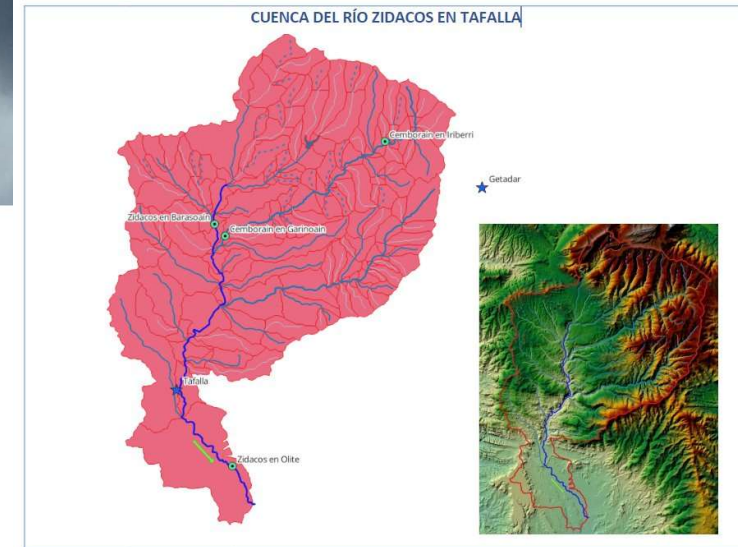 CUENCA DEL RÍO ZIDACOS EN TAFALLA
Cemborain en Iriberri
Getadar
Zidacos en Barasoain
Cemborain en Garinoain
Tafalla
Zidacos en Olite